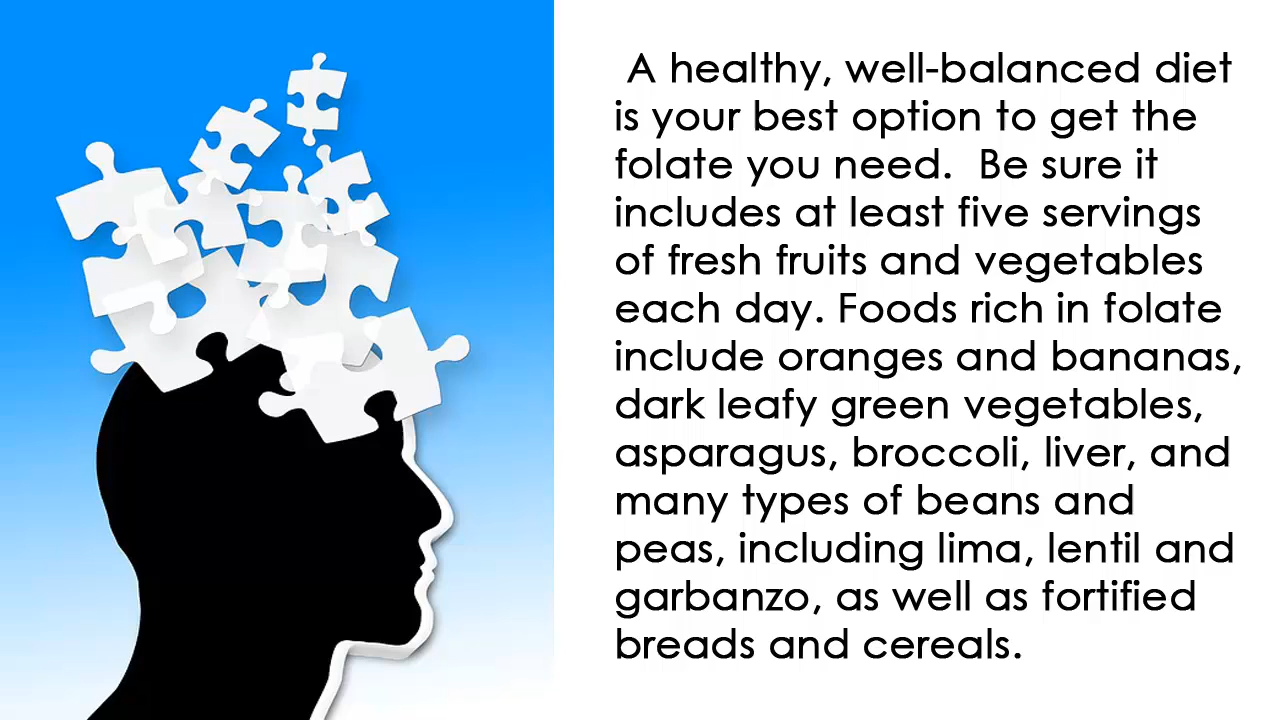 A healthy, well-balanced diet
is your best option to get the
folate you need.  Be sure it
includes at least five servings
of fresh fruits and vegetables
each day. Foods rich in folate
include oranges and bananas,
dark leafy green vegetables,
asparagus, broccoli, liver, and
many types of beans and
peas, including lima, lentil and
garbanzo, as well as fortified
breads and cereals.